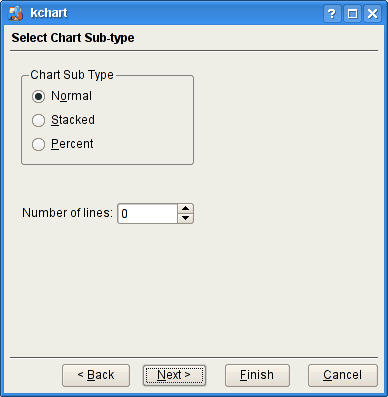 kchart
Select Chart Sub-type
Chart Sub Type
Normal
Stacked
Percent
Number of lines: 0
< Back Next > Finish Cancel